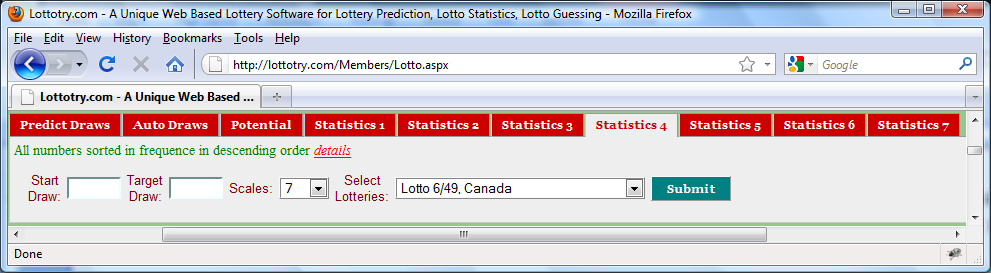 Lottotry.com - A Unique Web Based Lottery Software for Lottery Prediction, Lotto Statistics, Lotto Guessing - Mozilla Firefox
File Edit View History Bookmarks Tools Help
http://lottotry.com/Members/Lotto.aspx Google
Lottotry.com - A Unique Web Based ...
Predict Draws Auto Draws Potential Statistics 1 Statistics 2 Statistics 3 Statistics 4 Statistics 5 Statistics 6 Statistics 7
All numbers sorted in frequence in descending order details
Start Draw: Target Draw: Scales: 7 Select Lotteries: Lotto 6/49, Canada Submit
Done